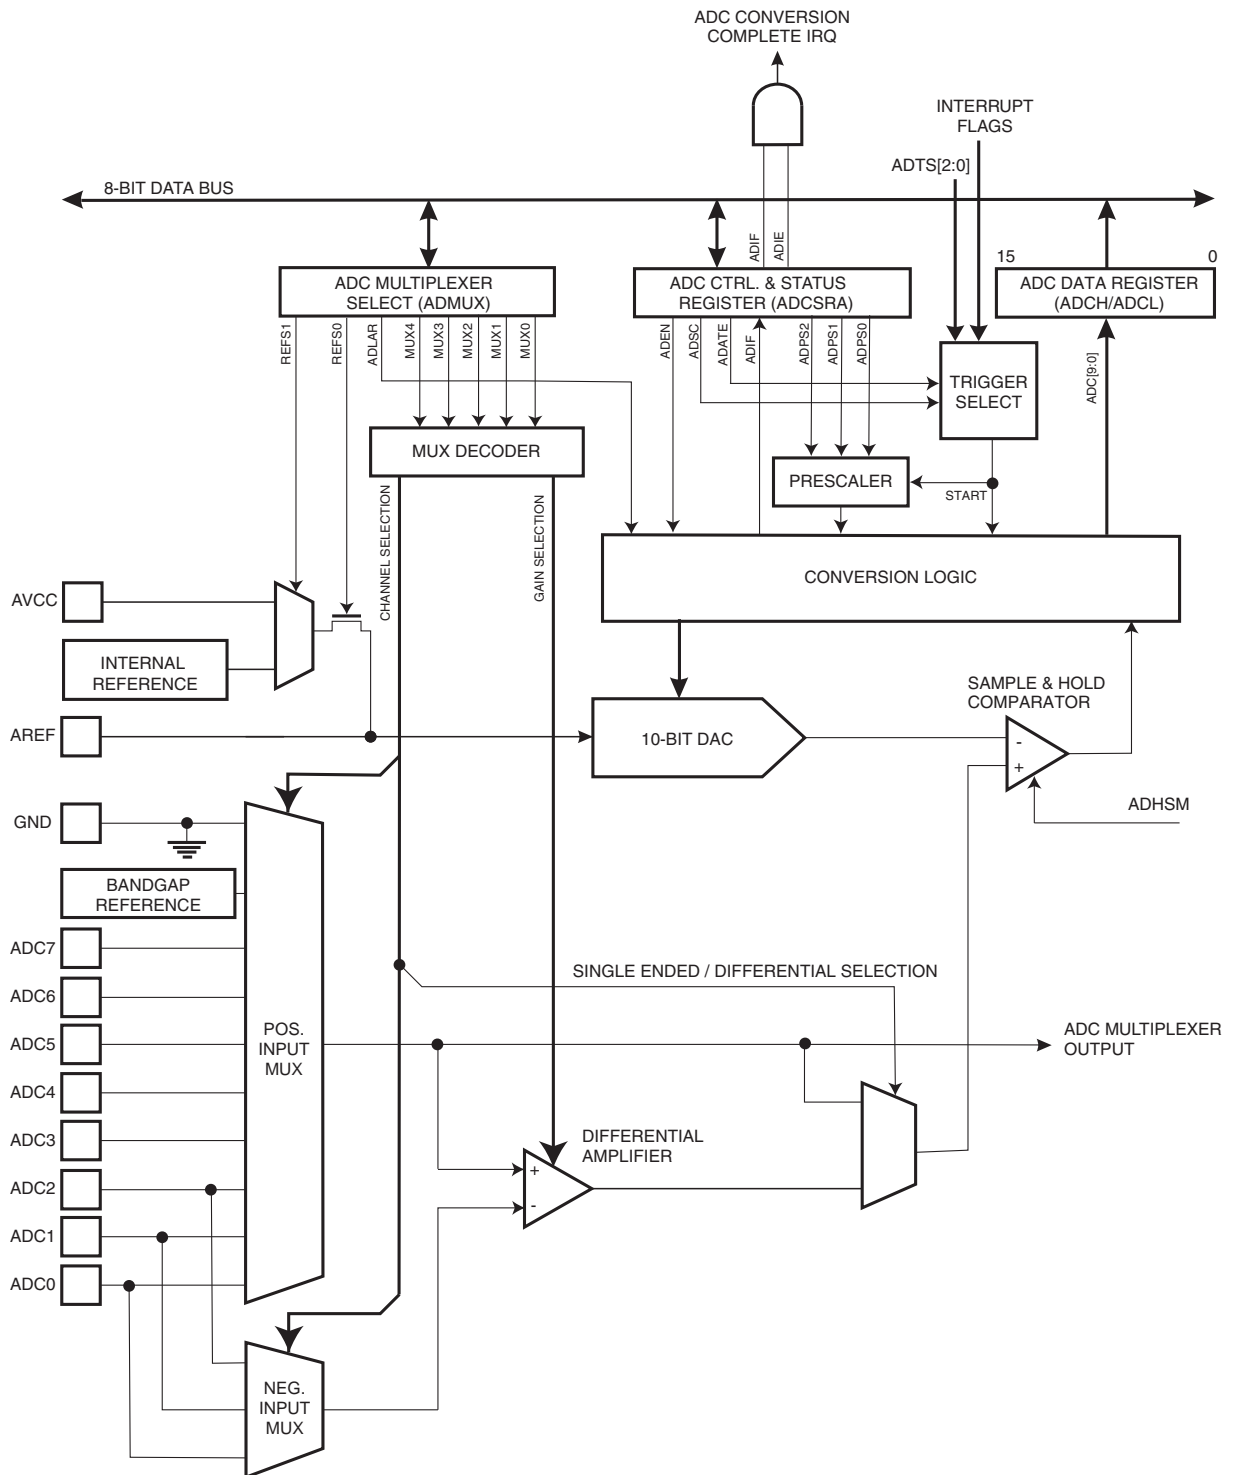 ADC CONVERSION
COMPLETE IRQ
INTERRUPT
FLAGS
ADTS[2:0]
8-BIT DATA BUS
ADIF
ADIE
15
0
ADC MULTIPLEXER
SELECT (ADMUX)
ADC CTRL. & STATUS
REGISTER (ADCSRA)
ADC DATA REGISTER
(ADCH/ADCL)
REFS1
REFS0
ADLAR
MUX4
MUX3
MUX2
MUX1
MUX0
ADEN
ADSC
ADATE
ADIF
ADPS2
ADPS1
ADPS0
ADC[9:0]
TRIGGER
SELECT
MUX DECODER
PRESCALER
START
CHANNEL SELECTION
GAIN SELECTION
CONVERSION LOGIC
AVCC
INTERNAL
REFERENCE
SAMPLE & HOLD
COMPARATOR
AREF
10-BIT DAC
-
+
ADHSM
GND
BANDGAP
REFERENCE
ADC7
SINGLE ENDED / DIFFERENTIAL SELECTION
ADC6
ADC5
POS.
INPUT
MUX
ADC MULTIPLEXER
OUTPUT
ADC4
ADC3
DIFFERENTIAL
AMPLIFIER
+
-
ADC2
ADC1
ADC0
NEG.
INPUT
MUX